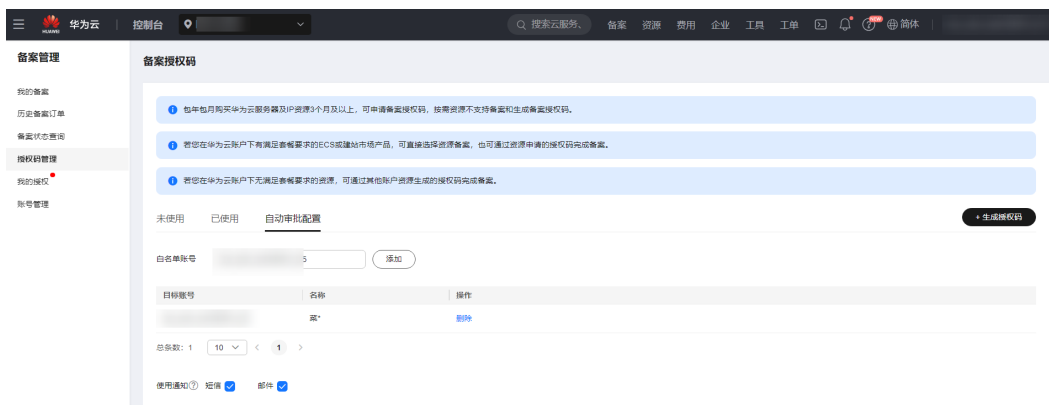 HUAWEI 华为云 控制台 搜索云服务、 备案 资源 费用 企业 工具 工单 NEW 简体
备案管理
我的备案
历史备案订单
备案状态查询
授权码管理
我的授权
账号管理
备案授权码
包年包月购买华为云服务器及IP资源3个月及以上，可申请备案授权码，按需资源不支持备案和生成备案授权码。
若您在华为云账户下有满足套餐要求的ECS或建站市场产品，可直接选择资源备案，也可通过资源申请的授权码完成备案。
若您在华为云账户下无满足套餐要求的资源，可通过其他账户资源生成的授权码完成备案。
未使用 已使用 自动审批配置 + 生成授权码
白名单账号 5 添加
目标账号 名称 操作
菜* 删除
总条数：1 10 < 1 >
使用通知? 短信 邮件